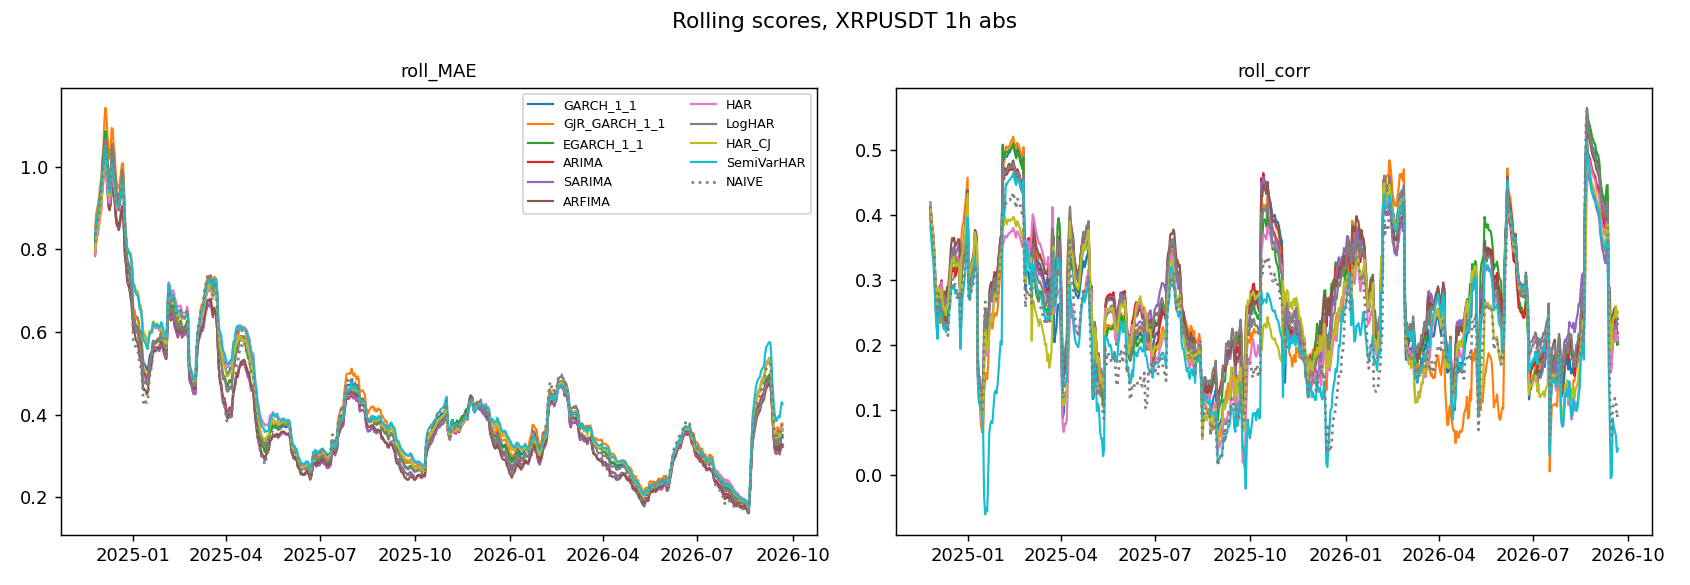 Rolling scores, XRPUSDT 1h abs
roll_MAE
GARCH_1_1
GJR_GARCH_1_1
EGARCH_1_1
ARIMA
SARIMA
ARFIMA
HAR
LogHAR
HAR_CJ
SemiVarHAR
NAIVE
1.0
0.8
0.6
0.4
0.2
2025-01 2025-04 2025-07 2025-10 2026-01 2026-04 2026-07 2026-10
roll_corr
0.5
0.4
0.3
0.2
0.1
0.0
2025-01 2025-04 2025-07 2025-10 2026-01 2026-04 2026-07 2026-10